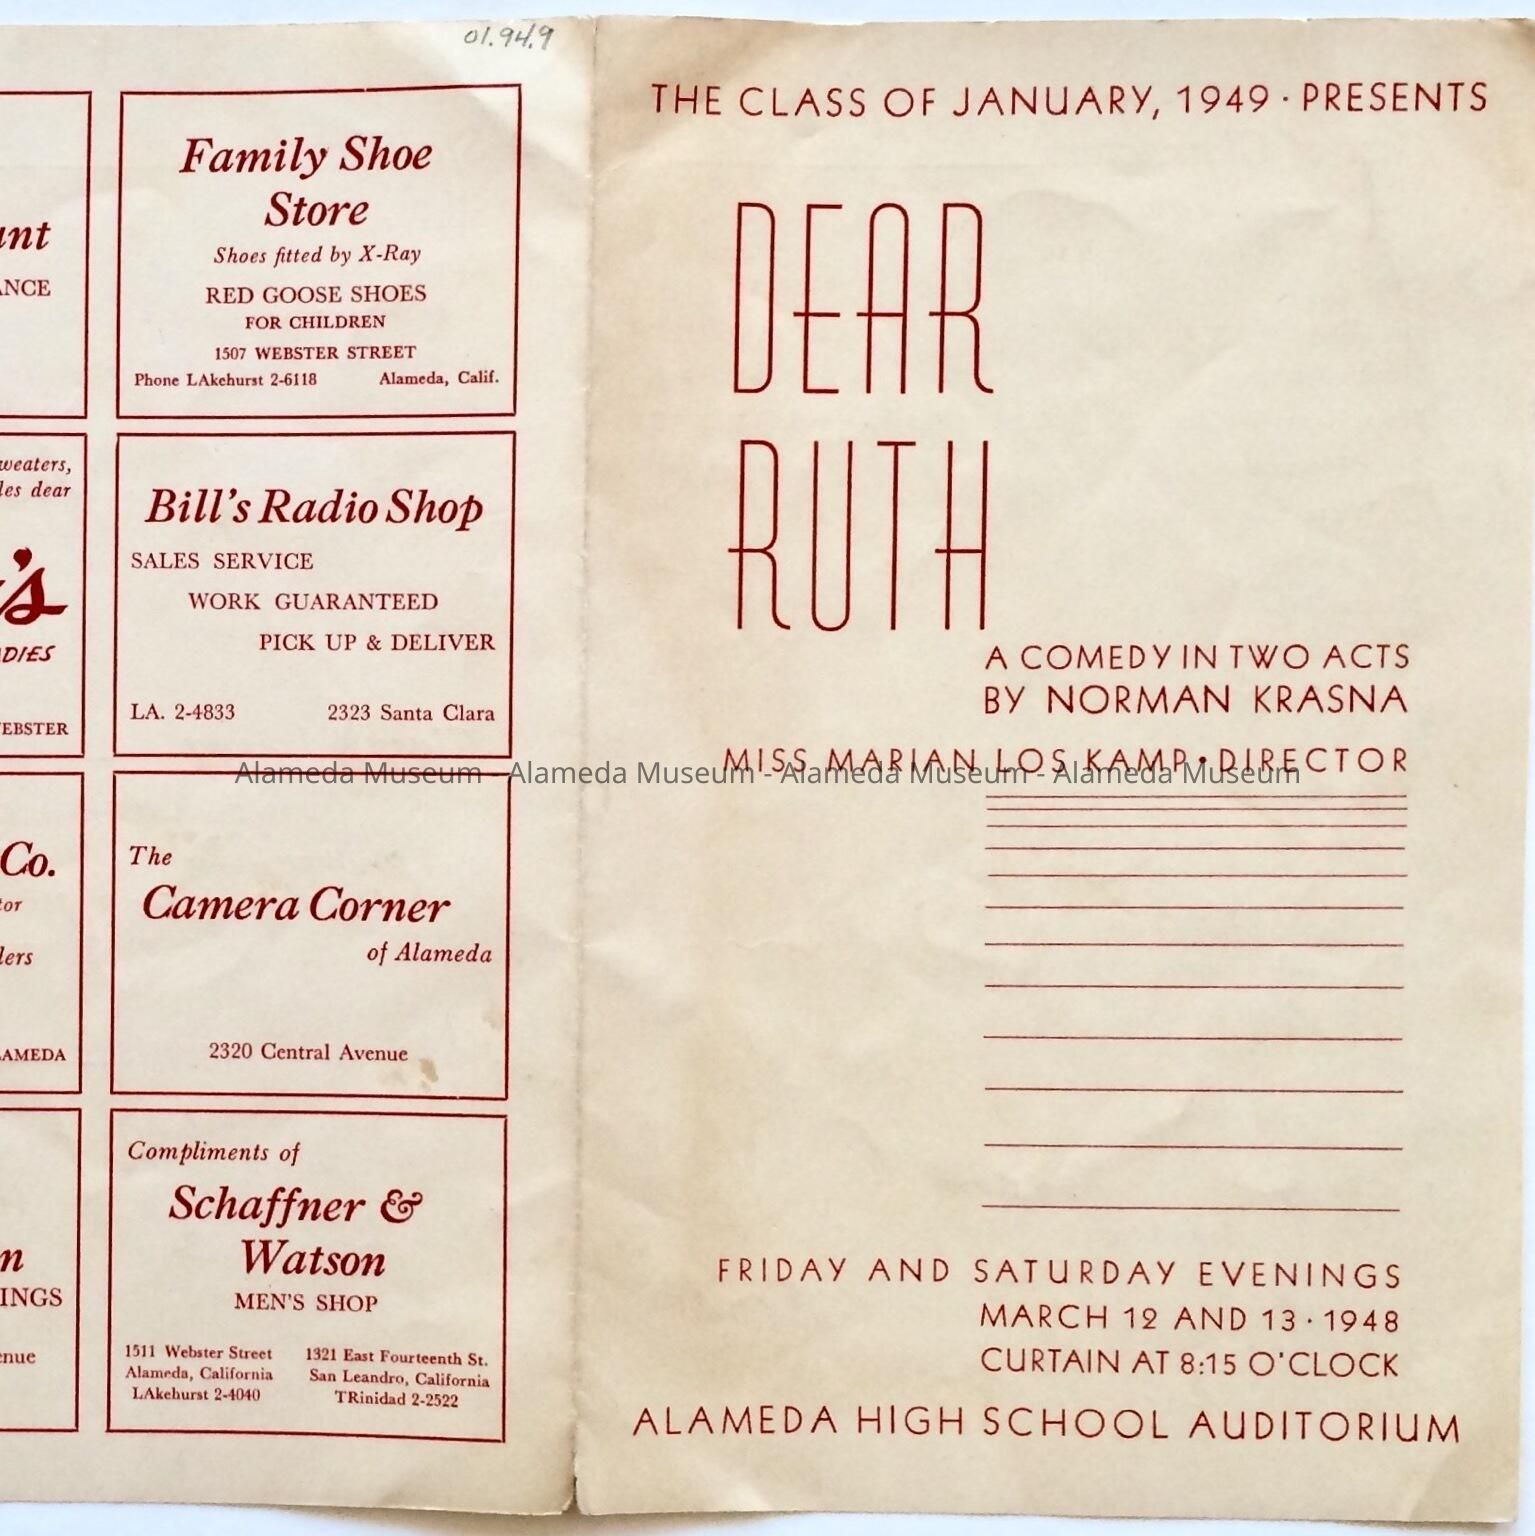 01.94.9
ANCE
Family Shoe
Store
Shoes fitted by X-Ray
RED GOOSE SHOES
FOR CHILDREN
1507 WEBSTER STREET
Phone LAkehurst 2-6118 Alameda, Calif.
dear
's
Bill's Radio Shop
SALES SERVICE
WORK GUARANTEED
PICK UP & DELIVER
LA. 2-4833 2323 Santa Clara
Co.
The
Camera Corner
of Alameda
2320 Central Avenue
Compliments of
Schaffner &
Watson
MEN'S SHOP
1511 Webster Street
Alameda, California
LAkehurst 2-4040
1321 East Fourteenth St.
San Leandro, California
TRinidad 2-2522
THE CLASS OF JANUARY, 1949 · PRESENTS
DEAR
RUTH
A COMEDY IN TWO ACTS
BY NORMAN KRASNA
MISS MARIAN LOS KAMP • DIRECTOR
Alameda Museum - Alameda Museum - Alameda Museum - Alameda Museum
FRIDAY AND SATURDAY EVENINGS
MARCH 12 AND 13 · 1948
CURTAIN AT 8:15 O'CLOCK
ALAMEDA HIGH SCHOOL AUDITORIUM